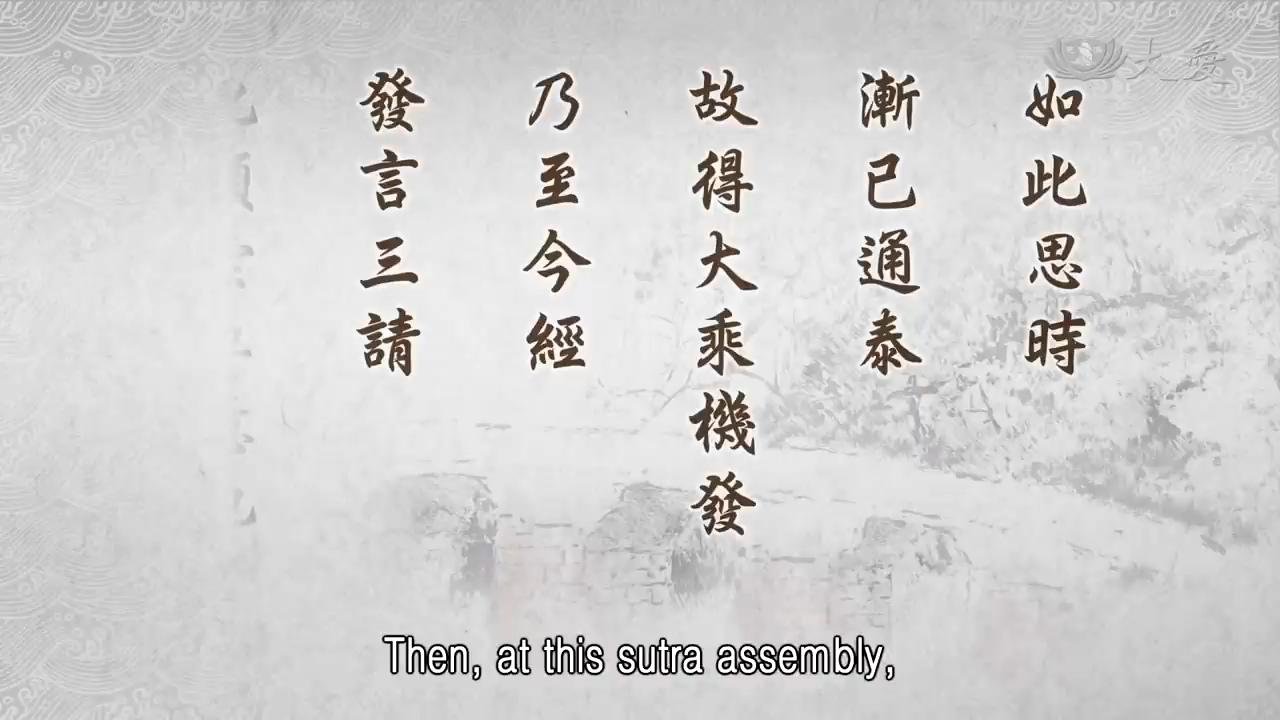 大愛
如此思時
漸已通泰
故得大乘機發
乃至今經
發言三請
Then, at this sutra assembly,